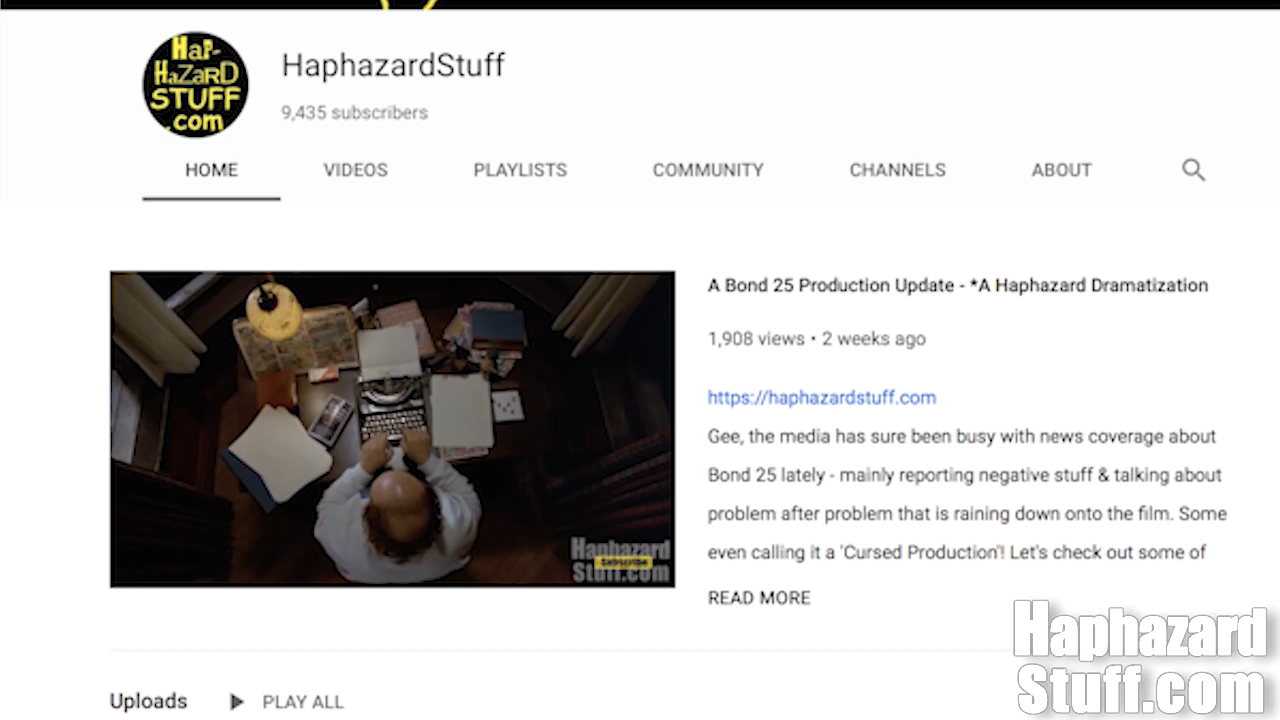 Hap-
HaZarD
STUFF
.com
HaphazardStuff
9,435 subscribers
HOME VIDEOS PLAYLISTS COMMUNITY CHANNELS ABOUT
A Bond 25 Production Update - *A Haphazard Dramatization
1,908 views • 2 weeks ago
https://haphazardstuff.com
Gee, the media has sure been busy with news coverage about
Bond 25 lately - mainly reporting negative stuff & talking about
problem after problem that is raining down onto the film. Some
even calling it a 'Cursed Production'! Let's check out some of
READ MORE
Haphazard
Subscribe
Stuff.com
Uploads PLAY ALL
Haphazard
Stuff.com